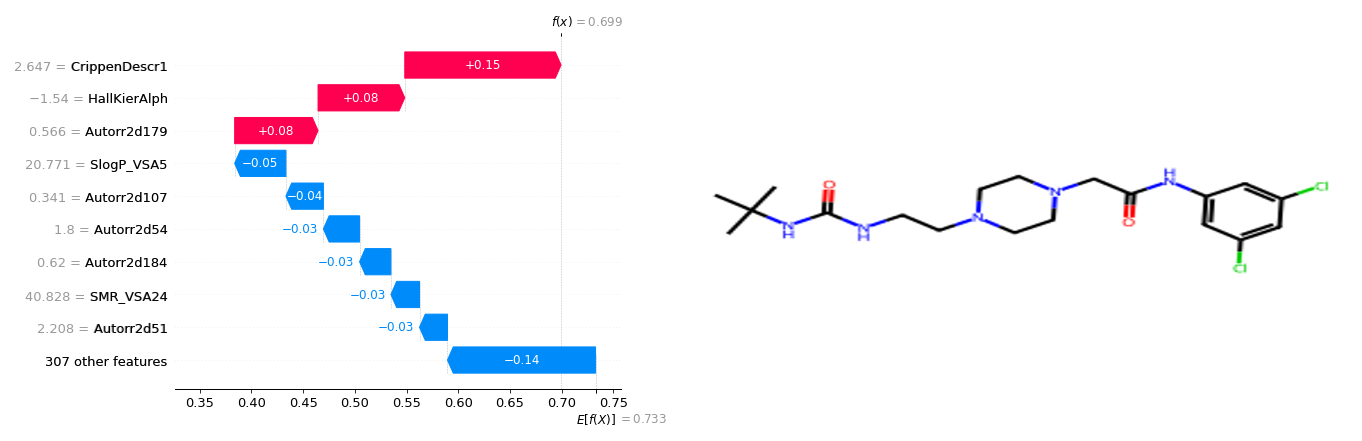 f(x) = 0.699
2.647 = CrippenDescr1
+0.15
−1.54 = HallKierAlph
+0.08
0.566 = Autorr2d179
+0.08
20.771 = SlogP_VSA5
−0.05
0.341 = Autorr2d107
−0.04
1.8 = Autorr2d54
−0.03
0.62 = Autorr2d184
−0.03
40.828 = SMR_VSA24
−0.03
2.208 = Autorr2d51
−0.03
307 other features
−0.14
0.35 0.40 0.45 0.50 0.55 0.60 0.65 0.70 0.75
E[f(X)] = 0.733
N
H
O
N
H
N
N
O
H
N
Cl
Cl